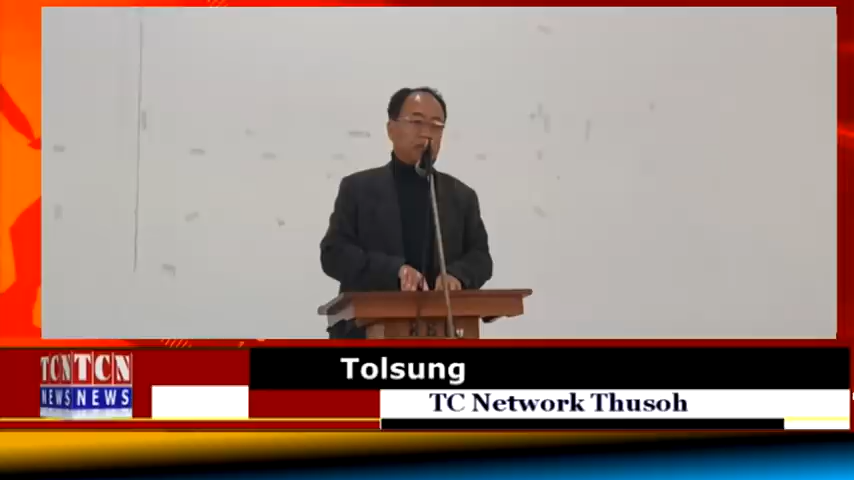 TCN TCN
NEWS NEWS
Tolsung
TC Network Thusoh